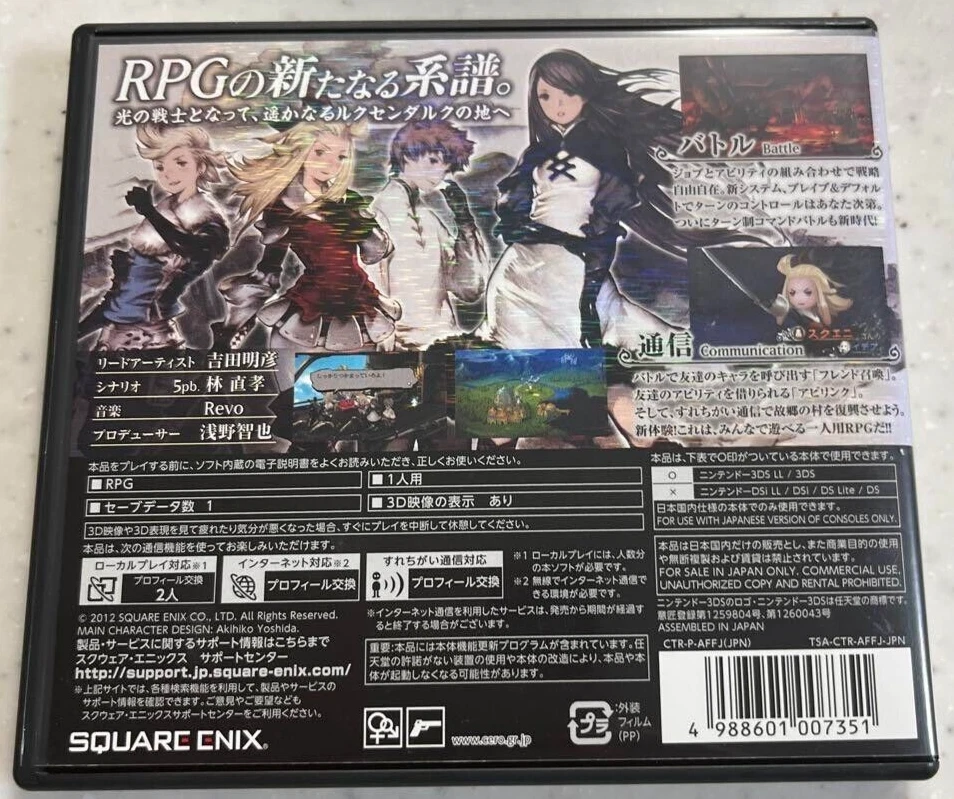 RPGの新たなる系譜。
光の戦士となって、遥かなるルクセンダルクの地へ
バトル Battle
ジョブとアビリティの組み合わせで戦略
自由自在。新システム、ブレイブ&デフォル
トでターンのコントロールはあなた次第。
ついにターン制コマンドバトルも新時代!
スクエニ
通信 Communication
バトルで友達のキャラを呼び出す「フレンド召喚」。
友達のアビリティを借りられる「アビリンク」。
そして、すれちがい通信で故郷の村を復興させよう。
新体験!これは、みんなで遊べる一人用RPGだ!!
リードアーティスト 吉田明彦
シナリオ 5pb. 林 直孝
音楽 Revo
プロデューサー 浅野智也
しっかりつかまっていろよ!
本品をプレイする前に、ソフト内蔵の電子説明書をよくお読みいただき、正しくお使いください。
■RPG
■1人用
■セーブデータ数 1
■3D映像の表示 あり
3D映像や3D表現を見て疲れたり気分が悪くなった場合、すぐにプレイを中断して休憩してください。
本品は、次の通信機能を使ってお楽しみいただけます。
ローカルプレイ対応※1
プロフィール交換
2人
インターネット対応※2
プロフィール交換
すれちがい通信対応
プロフィール交換
※1 ローカルプレイには、人数分
の本ソフトが必要です。
※2 無線でインターネット通信で
きる環境が必要です。
※インターネット通信を利用したサービスは、発売から期間が経過す
ると終了する場合がございます。
重要:本品には本体機能更新プログラムが含まれています。任
天堂の許諾がない装置の使用や本体の改造により、本品や本
体が起動しなくなる可能性があります。
© 2012 SQUARE ENIX CO., LTD. All Rights Reserved.
MAIN CHARACTER DESIGN: Akihiko Yoshida.
製品・サービスに関するサポート情報はこちらまで
スクウェア・エニックス サポートセンター
http://support.jp.square-enix.com/
※上記サイトでは、各種検索機能を利用して、製品やサービスの
サポート情報を確認できます。ご意見やご要望なども
スクウェア・エニックスサポートセンターをご利用ください。
SQUARE ENIX®
www.cero.gr.jp
プラ
:外装
フィルム
(PP)
本品は、下表で○印がついている本体で使用できます。
○ ニンテンドー3DS LL / 3DS
× ニンテンドーDSi LL / DSi / DS Lite / DS
日本国内仕様の本体でのみ使用できます。
FOR USE WITH JAPANESE VERSION OF CONSOLES ONLY.
本品は日本国内だけの販売とし、また商業目的の使用
や無断複製および賃貸は禁止されています。
FOR SALE IN JAPAN ONLY. COMMERCIAL USE,
UNAUTHORIZED COPY AND RENTAL PROHIBITED.
ニンテンドー3DSのロゴ・ニンテンドー3DSは任天堂の商標です。
意匠登録第1259804号、第1260043号
ASSEMBLED IN JAPAN
CTR-P-AFFJ(JPN) TSA-CTR-AFFJ-JPN
4 988601 007351